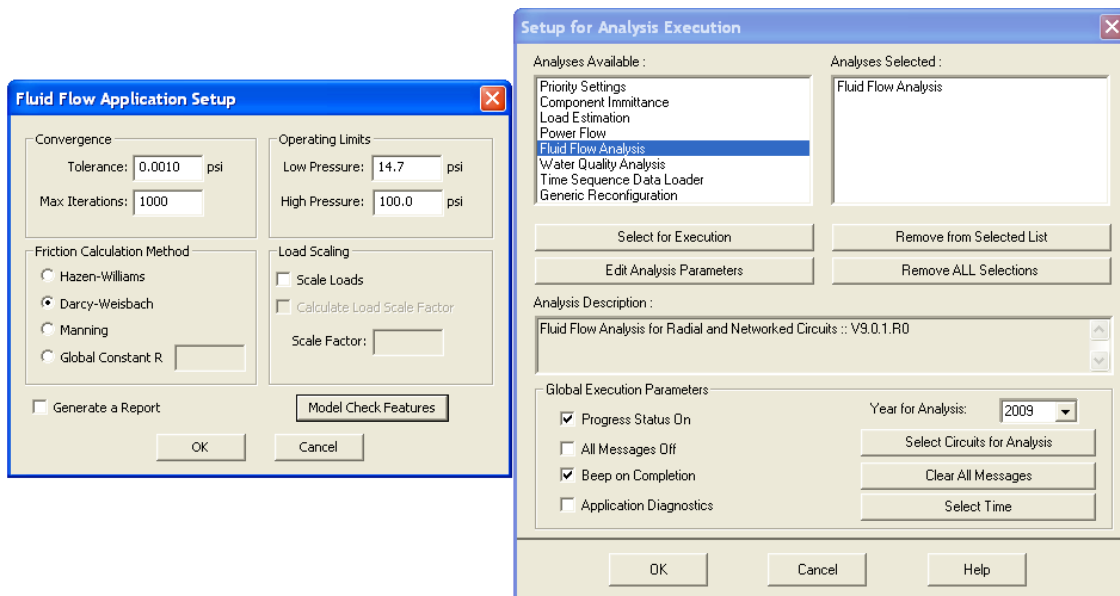 Fluid Flow Application Setup
Convergence
Tolerance: 0.0010 psi
Max Iterations: 1000
Operating Limits
Low Pressure: 14.7 psi
High Pressure: 100.0 psi
Friction Calculation Method
Hazen-Williams
Darcy-Weisbach
Manning
Global Constant R
Load Scaling
Scale Loads
Calculate Load Scale Factor
Scale Factor:
Generate a Report
Model Check Features
OK
Cancel
Setup for Analysis Execution
Analyses Available :
Priority Settings
Component Immittance
Load Estimation
Power Flow
Fluid Flow Analysis
Water Quality Analysis
Time Sequence Data Loader
Generic Reconfiguration
Analyses Selected :
Fluid Flow Analysis
Select for Execution
Remove from Selected List
Edit Analysis Parameters
Remove ALL Selections
Analysis Description :
Fluid Flow Analysis for Radial and Networked Circuits :: V9.0.1.R0
Global Execution Parameters
Progress Status On
All Messages Off
Beep on Completion
Application Diagnostics
Year for Analysis: 2009
Select Circuits for Analysis
Clear All Messages
Select Time
OK
Cancel
Help